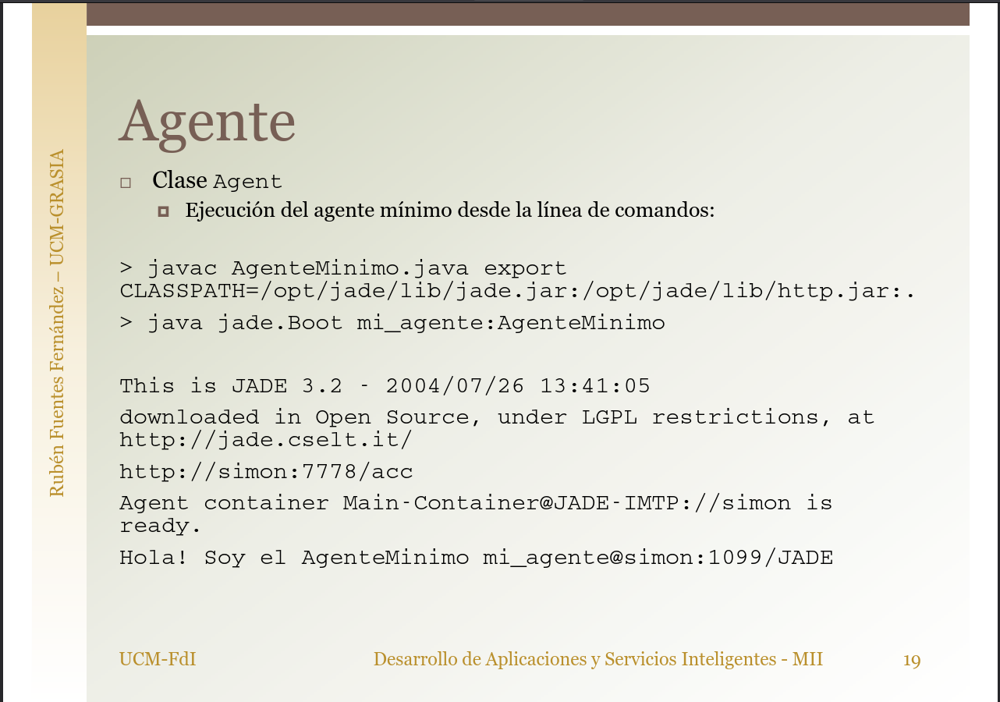 Rubén Fuentes Fernández – UCM-GRASIA
Agente
Clase Agent
Ejecución del agente mínimo desde la línea de comandos:
> javac AgenteMinimo.java export
CLASSPATH=/opt/jade/lib/jade.jar:/opt/jade/lib/http.jar:.
> java jade.Boot mi_agente:AgenteMinimo
This is JADE 3.2 - 2004/07/26 13:41:05
downloaded in Open Source, under LGPL restrictions, at
http://jade.cselt.it/
http://simon:7778/acc
Agent container Main-Container@JADE-IMTP://simon is
ready.
Hola! Soy el AgenteMinimo mi_agente@simon:1099/JADE
UCM-FdI
Desarrollo de Aplicaciones y Servicios Inteligentes - MII
19